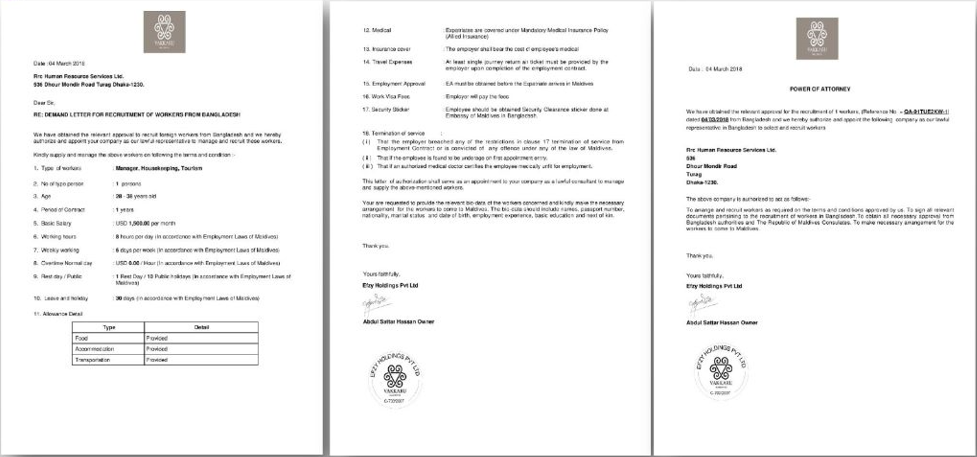 Date : 04 March 2018
Rrc Human Resource Services Ltd.
536 Dhour Mondir Road Turag Dhaka-1230.
Dear Sir,
RE: DEMAND LETTER FOR RECRUITMENT OF WORKERS FROM BANGLADESH
We have obtained the relevant approval to recruit foreign workers from Bangladesh and we hereby
authorize and appoint your company as our lawful representative to manage and recruit these workers.
Kindly supply and manage the above workers on following the terms and condition :-
1. Type of workers : Manager, Housekeeping, Tourism
2. No of type person : 1 persons
3. Age : 28 - 38 years old
4. Period of Contract : 1 years
5. Basic Salary : USD 1,500.00 per month
6. Working hours : 8 hours per day (In accordance with Employment Laws of Maldives)
7. Weekly working : 6 days per week (In accordance with Employment Laws of Maldives)
8. Overtime Normal day : USD 0.00 / Hour (In accordance with Employment Laws of Maldives)
9. Rest day / Public : 1 Rest Day / 10 Public holidays (In accordance with Employment Laws of
Maldives)
10. Leave and holiday : 30 days (In accordance with Employment Laws of Maldives)
11. Allowance Detail
Type Detail
Food Provided
Accommodation Provided
Transportation Provided
12. Medical : Expatriates are covered under Mandatory Medical Insurance Policy
(Allied Insurance)
13. Insurance cover : The employer shall bear the cost of employee's medical
14. Travel Expenses : At least single journey return air ticket must be provided by the
employer upon completion of the employment contract.
15. Employment Approval : EA must be obtained before the Expatriate arrives in Maldives
16. Work Visa Fees : Employer will pay the fees
17. Security Sticker : Employee should be obtained Security Clearance sticker done at
Embassy of Maldives in Bangladesh.
18. Termination of service :
( i ) That the employer breached any of the restrictions in clause 17 termination of service from
Employment Contract or is convicted of any offence under any of the law of Maldives.
( ii ) That if the employee is found to be underage on first appointment entry.
( iii ) That if an authorized medical doctor certifies the employee medically unfit for employment.
This letter of authorization shall serve as an appointment to your company as a lawful consultant to manage
and supply the above-mentioned workers.
Your are requested to provide the relevant bio data of the workers concerned and kindly make the necessary
arrangement for the workers to come to Maldives. The bio data should include names, passport number,
nationality, marital status and date of birth, employment experience, basic education and next of kin.
Thank you.
Yours faithfully,
Efzy Holdings Pvt Ltd
Abdul Sattar Hassan Owner
EFZY HOLDINGS PVT LTD
Date : 04 March 2018
POWER OF ATTORNEY
We have obtained the relevant approval for the recruitment of 1 workers, (Reference No. :
dated 04/03/2018 from Bangladesh and we hereby authorize and appoint the following company as our lawful
representative in Bangladesh to select and recruit workers
Rrc Human Resource Services Ltd.
536
Dhour Mondir Road
Turag
Dhaka-1230.
The above company is authorized to act as follows:-
To arrange and recruit workers as required on the terms and conditions approved by us. To sign all relevant
documents pertaining to the recruitment of workers in Bangladesh. To obtain all necessary approval from
Bangladesh authorities and The Republic of Maldives Consulates. To make necessary arrangement for the
workers to come to Maldives.
Thank you.
Yours faithfully,
Efzy Holdings Pvt Ltd
Abdul Sattar Hassan Owner
EFZY HOLDINGS PVT LTD